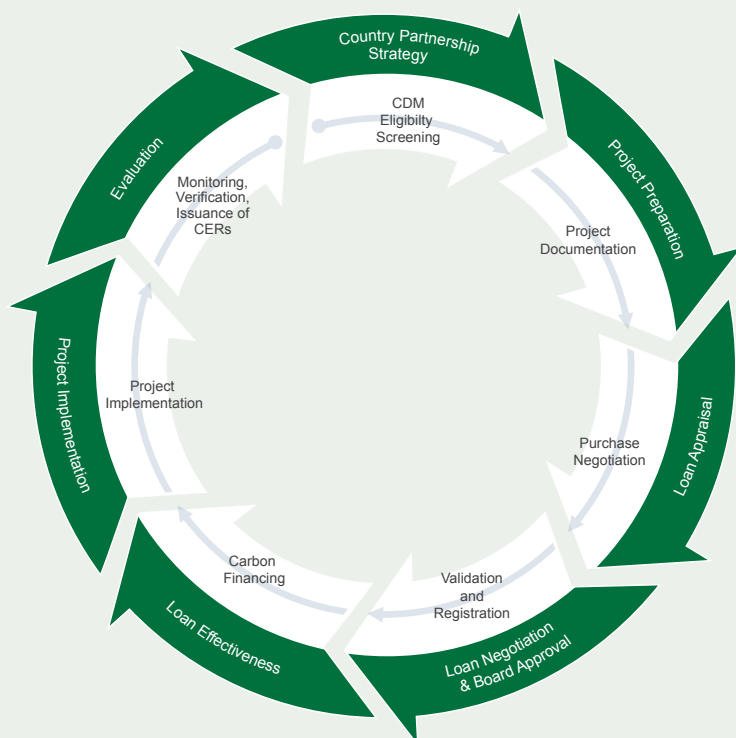 Country Partnership
Strategy
CDM
Eligibilty
Screening
Project Preparation
Project
Documentation
Loan Appraisal
Purchase
Negotiation
Loan Negotiation
& Board Approval
Validation
and
Registration
Loan Effectiveness
Carbon
Financing
Project Implementation
Project
Implementation
Evaluation
Monitoring,
Verification,
Issuance of
CERs